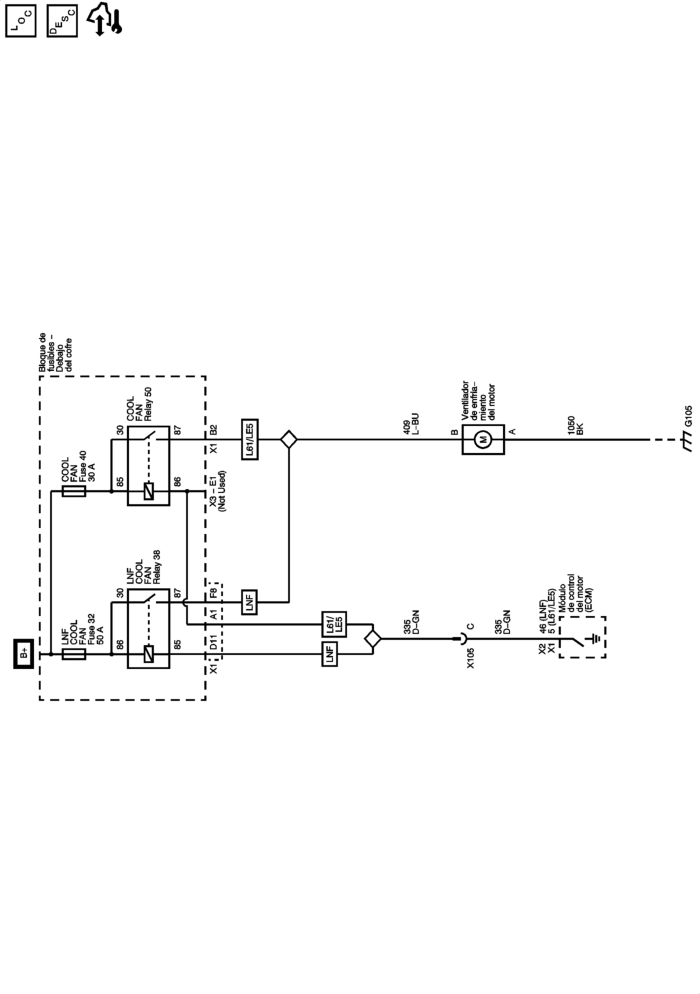 L O C
D E S C
Bloque de
fusibles –
Debajo
del cofre
B+
LNF
COOL
FAN
Fuse 32
50 A
COOL
FAN
Fuse 40
30 A
LNF
COOL
FAN
Relay 38
86
30
85
87
COOL
FAN
Relay 50
85
30
86
87
X1
D11
A1
F8
X3 – E1
(Not Used)
X1
B2
LNF
L61/
LE5
LNF
L61/LE5
335
D–GN
X105
C
335
D–GN
X2
46 (LNF)
X1
5 (L61/LE5)
Módulo
de control
del motor
(ECM)
409
L–BU
Ventilador
de enfria–
miento
del motor
B
M
A
1050
BK
G105